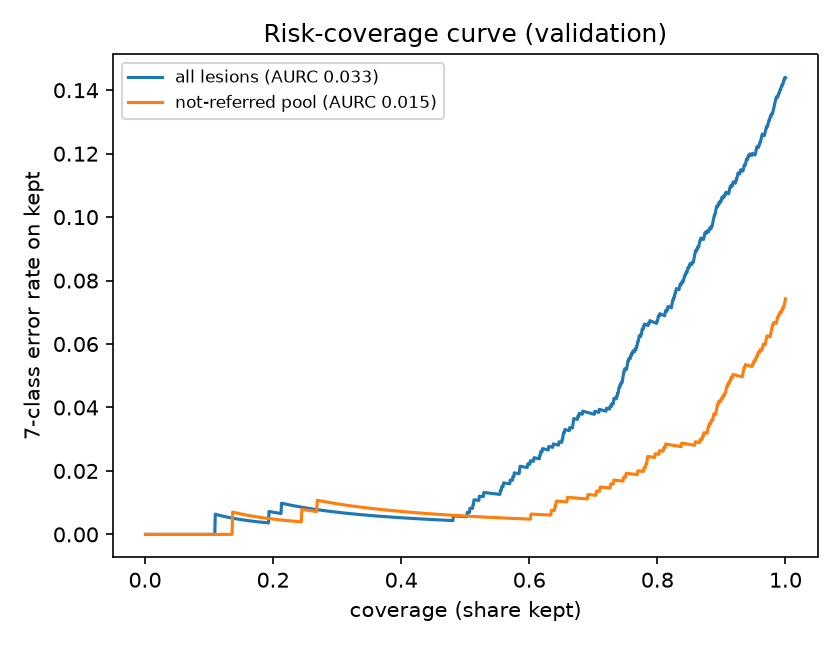 Risk-coverage curve (validation)
all lesions (AURC 0.033)
not-referred pool (AURC 0.015)
7-class error rate on kept
0.14
0.12
0.10
0.08
0.06
0.04
0.02
0.00
0.0 0.2 0.4 0.6 0.8 1.0
coverage (share kept)